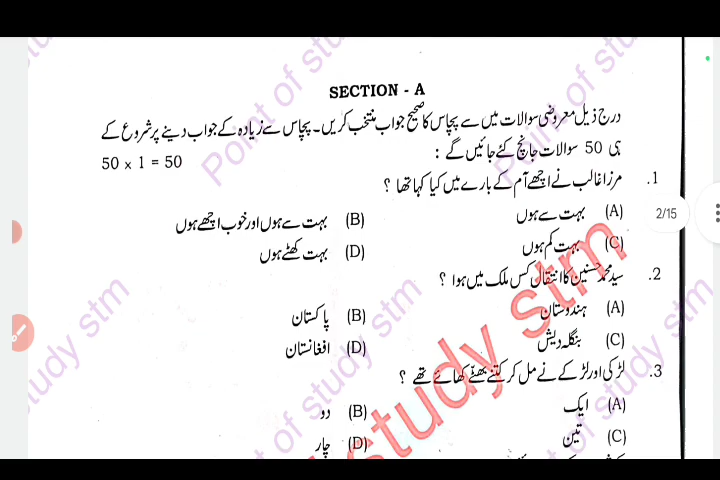 SECTION - A
درج ذیل معروضی سوالات میں سے پچاس کا صحیح جواب منتخب کریں۔ پچاس سے زیادہ کے جواب دینے پر شروع کے
ہی 50 سوالات جانچ کئے جائیں گے :
50 x 1 = 50
1. مرزا غالب نے اچھے آم کے بارے میں کیا کہا تھا ؟
(A) بہت سے ہوں (B) بہت سے ہوں اور خوب اچھے ہوں
(C) بہت کم ہوں (D) بہت کھٹے ہوں
2/15
2. سید محمد حسنین کا انتقال کس ملک میں ہوا ؟
(A) ہندوستان (B) پاکستان
(C) بنگلہ دیش (D) افغانستان
3. لڑکی اور لڑکے نے مل کر کتنے بھٹے کھائے تھے ؟
(A) ایک (B) دو
(C) تین (D) چار
Point of study stm